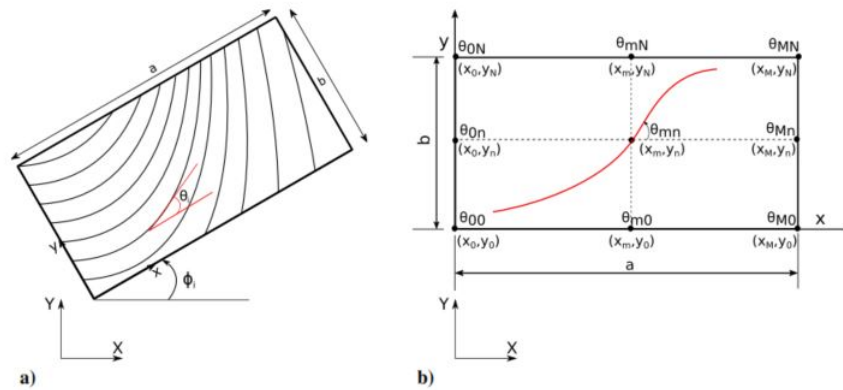 a
b
θ
y
x
ϕi
Y
X
a)
y
θ0N
θmN
θMN
(x0,yN)
(xm,yN)
(xM,yN)
b
θ0n
θmn
θMn
(x0,yn)
(xm,yn)
(xM,yn)
θ00
θm0
θM0
x
(x0,y0)
(xm,y0)
(xM,y0)
a
Y
X
b)